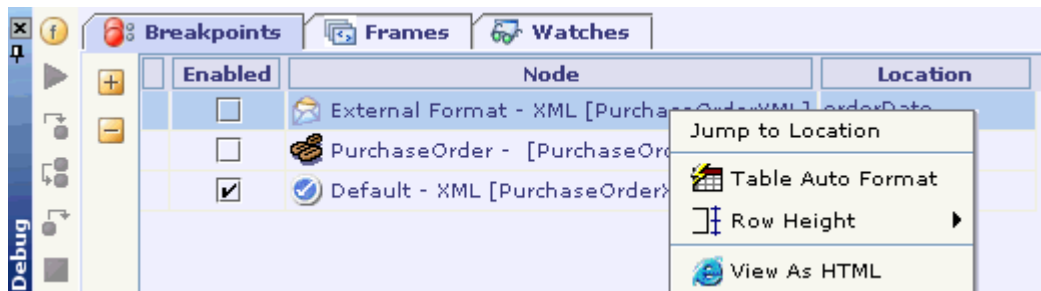 Breakpoints Frames Watches
Enabled Node Location
External Format - XML [PurchaseOrderXML] orderDate
Jump to Location
PurchaseOrder - [PurchaseOrd
Table Auto Format
Default - XML [PurchaseOrderX
Row Height
View As HTML
Debug